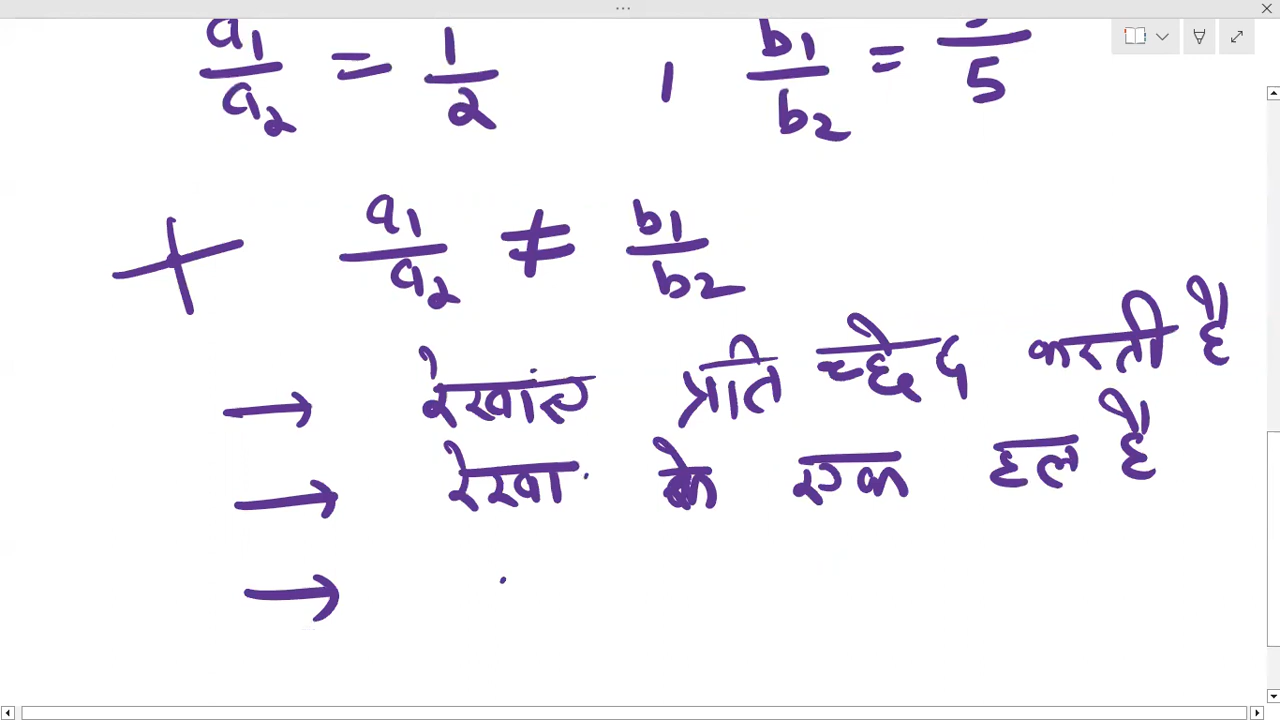 a₁/a₂ = 1/2 , b₁/b₂ = /5
a₁/a₂ ≠ b₁/b₂
→ रेखांए प्रति च्छेद करती है
→ रेखा के एक हल है
→